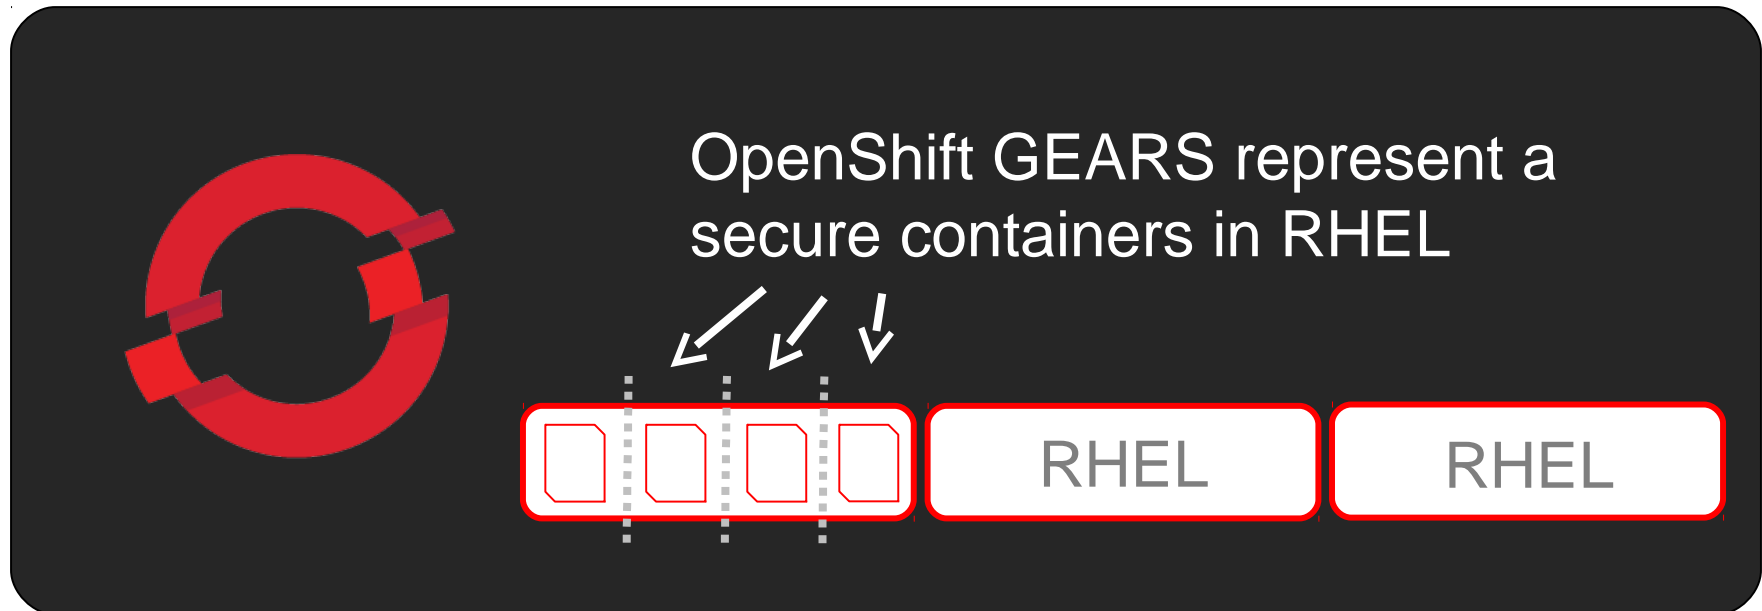 OpenShift GEARS represent a
secure containers in RHEL
RHEL
RHEL